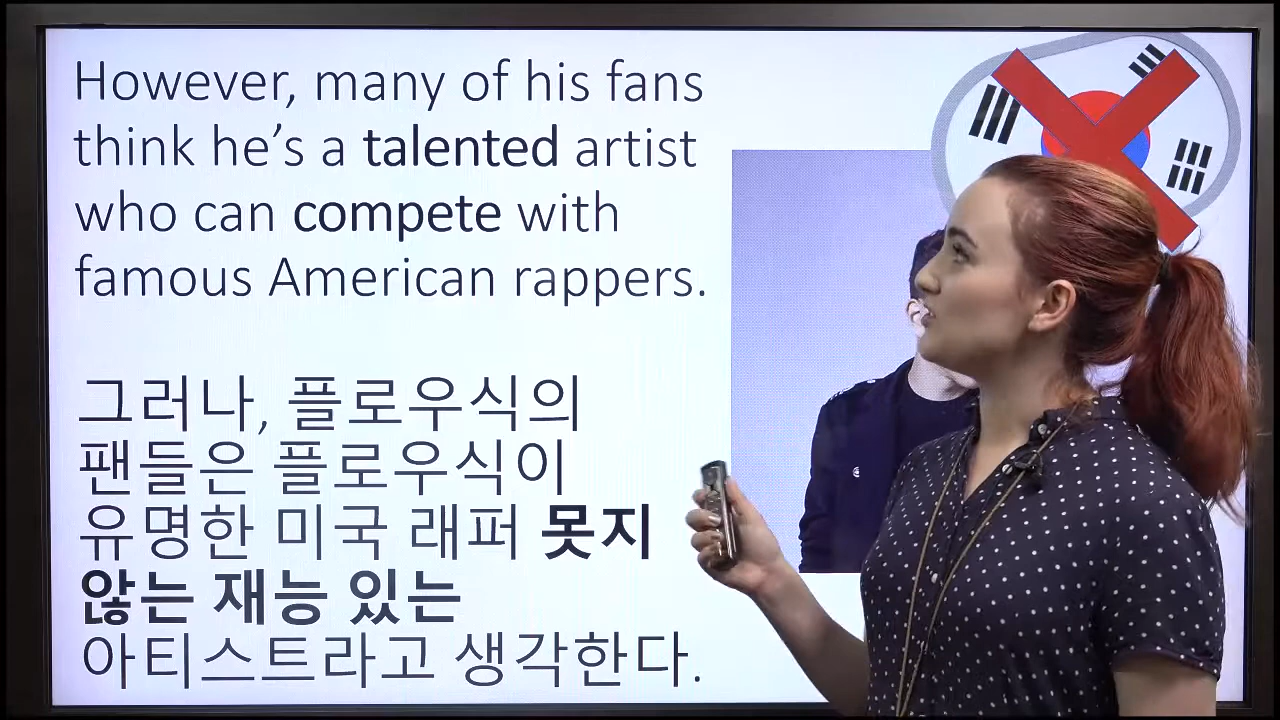 However, many of his fans
think he’s a talented artist
who can compete with
famous American rappers.
그러나, 플로우식의
팬들은 플로우식이
유명한 미국 래퍼 못지
않는 재능 있는
아티스트라고 생각한다.